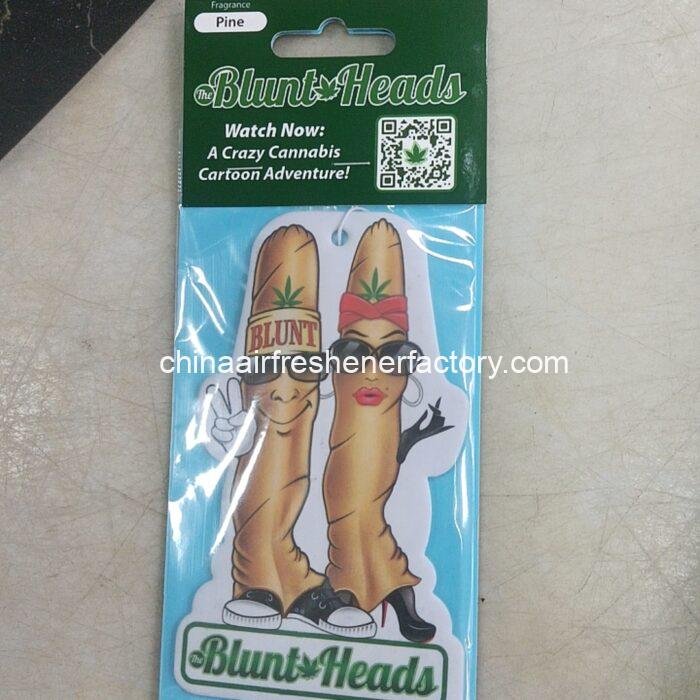 Fragrance
Pine
The Blunt Heads
Watch Now:
A Crazy Cannabis
Cartoon Adventure!
BLUNT
chinaairfreshenerfactory.com
The Blunt Heads